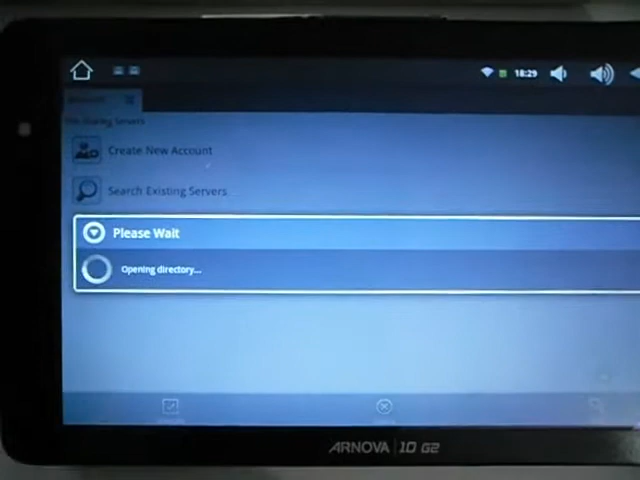 18:29
File Sharing Servers
Create New Account
Search Existing Servers
Please Wait
Opening directory...
ARNOVA 10 G2